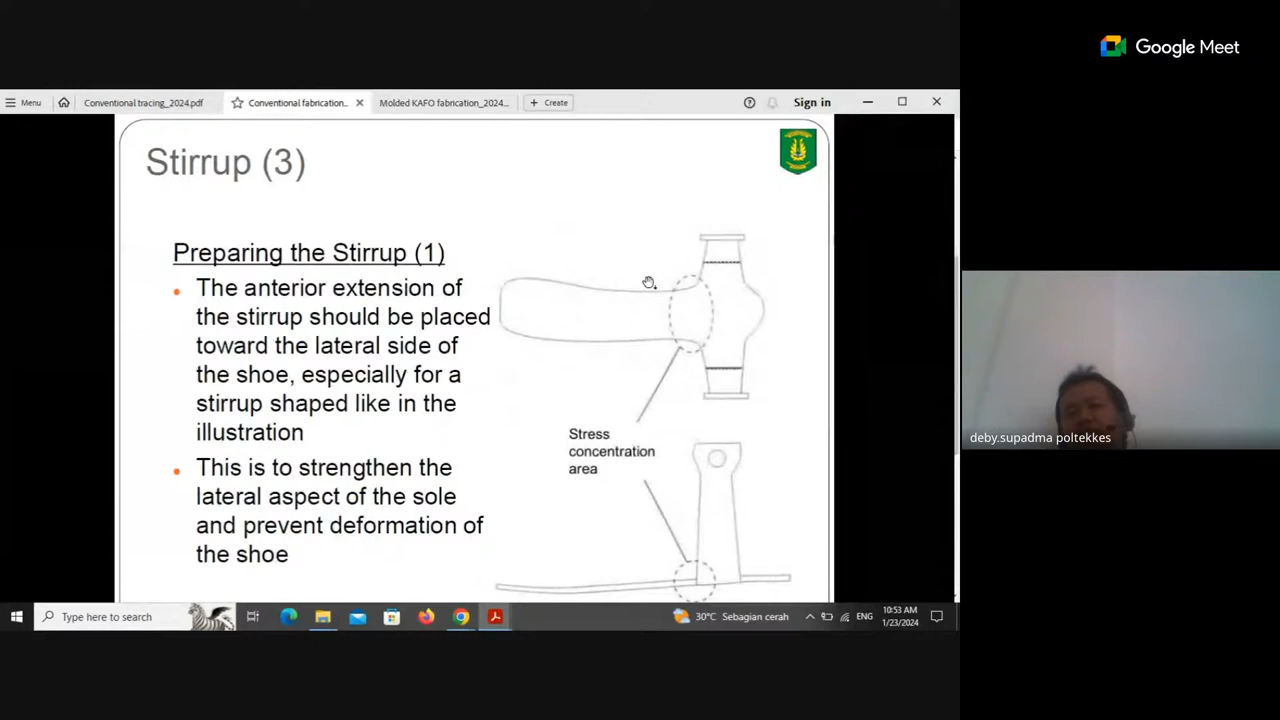 Google Meet
Menu
Conventional tracing_2024.pdf
Conventional fabrication...
Molded KAFO fabrication_2024...
+ Create
Sign in
Stirrup (3)
Preparing the Stirrup (1)
• The anterior extension of
the stirrup should be placed
toward the lateral side of
the shoe, especially for a
stirrup shaped like in the
illustration
• This is to strengthen the
lateral aspect of the sole
and prevent deformation of
the shoe
Stress
concentration
area
deby.supadma poltekkes
Type here to search
30°C Sebagian cerah
ENG
10:53 AM
1/23/2024